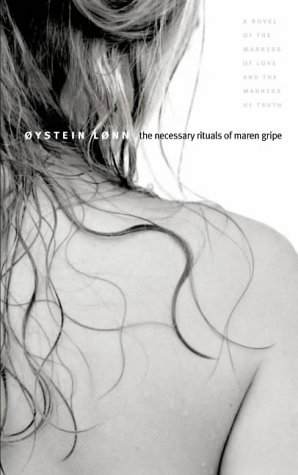 A NOVEL
OF THE
MADNESS
OF LOVE
AND THE
MADNESS
OF TRUTH
ØYSTEIN LØNN the necessary rituals of maren gripe